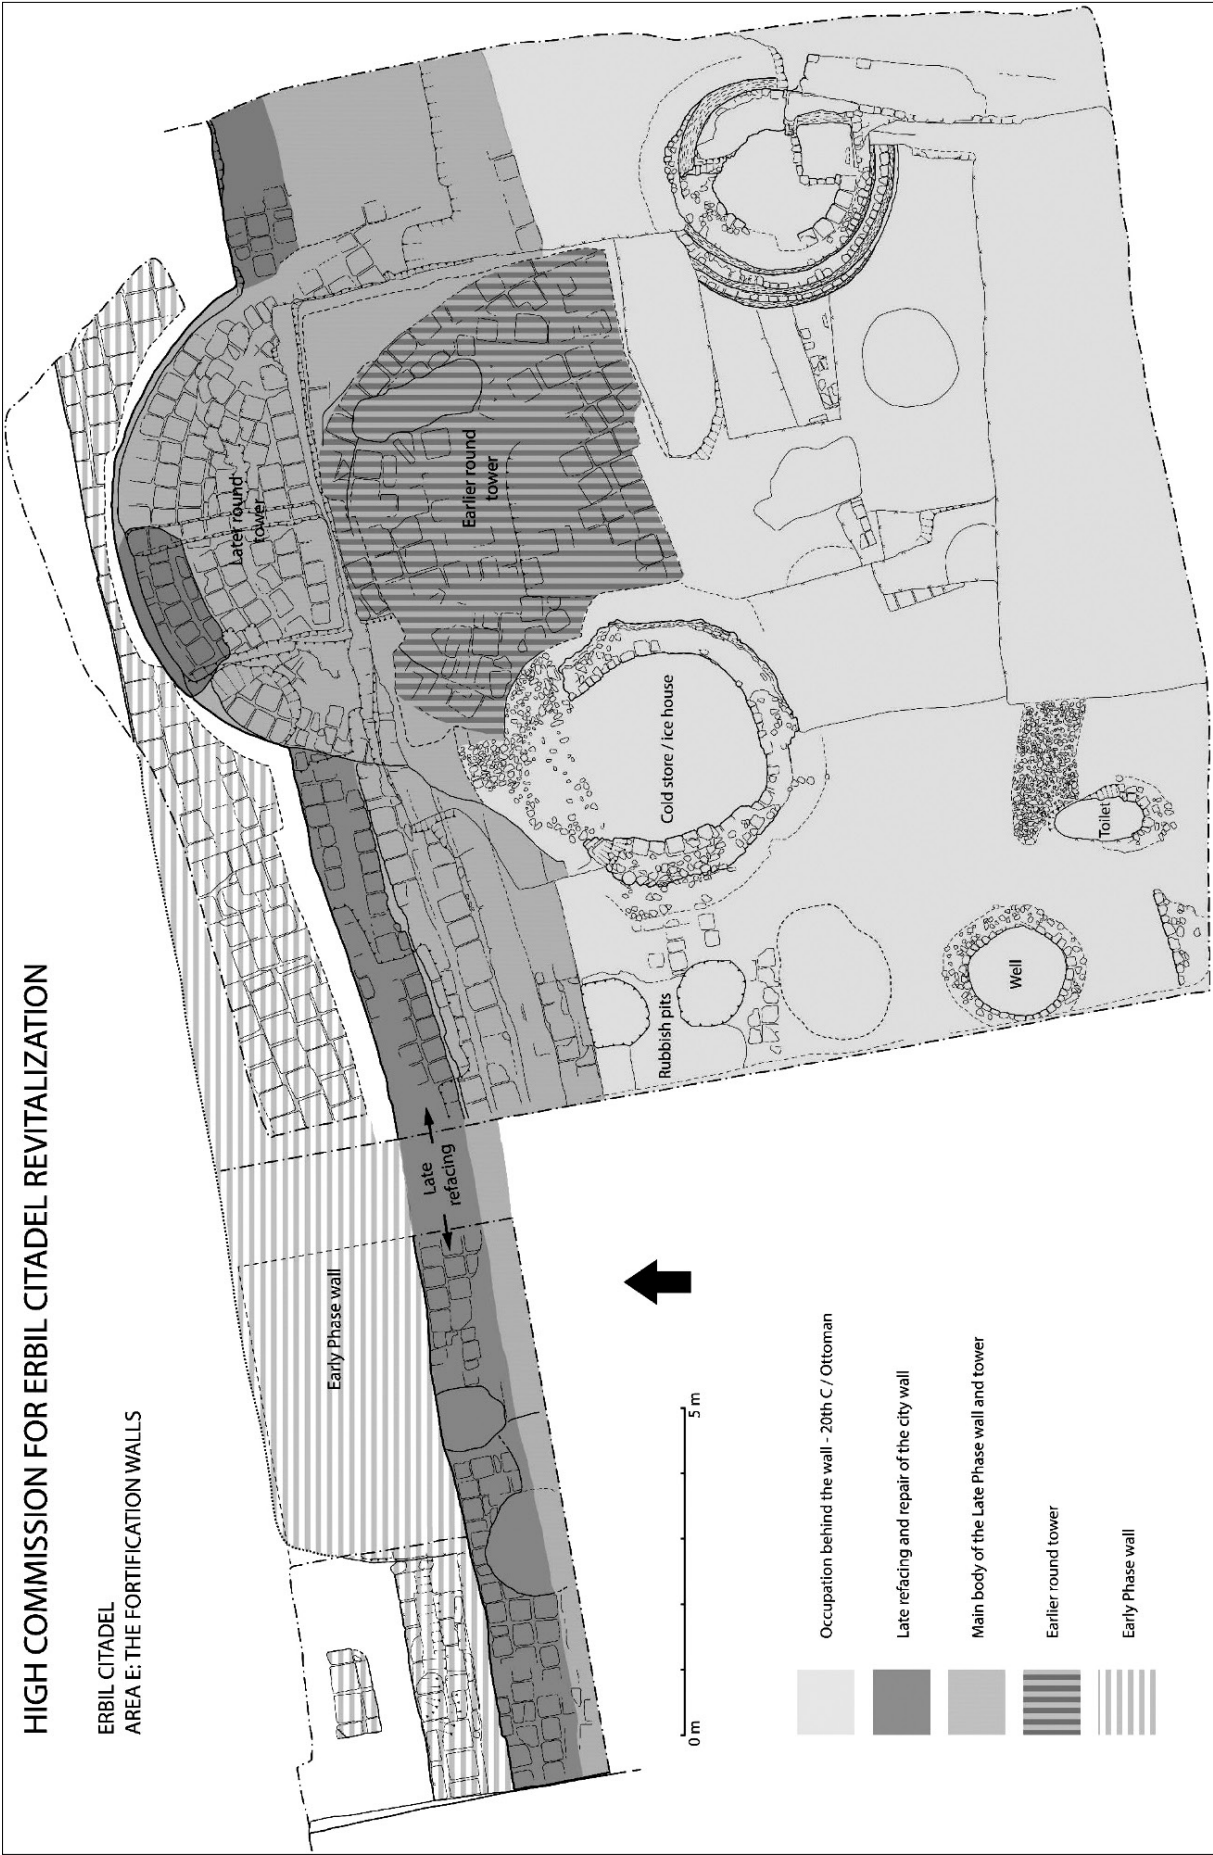 HIGH COMMISSION FOR ERBIL CITADEL REVITALIZATION
ERBIL CITADEL
AREA E: THE FORTIFICATION WALLS
Later round
tower
Earlier round
tower
Early Phase wall
Late
refacing
Cold store / ice house
Rubbish pits
Toilet
Well
0 m
5 m
Occupation behind the wall - 20th C / Ottoman
Late refacing and repair of the city wall
Main body of the Late Phase wall and tower
Earlier round tower
Early Phase wall